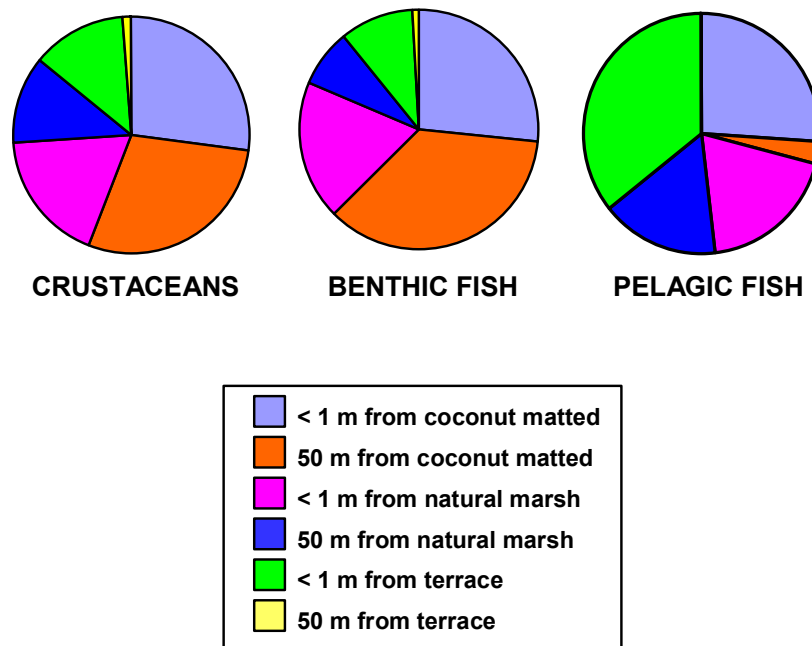 CRUSTACEANS BENTHIC FISH PELAGIC FISH
< 1 m from coconut matted
50 m from coconut matted
< 1 m from natural marsh
50 m from natural marsh
< 1 m from terrace
50 m from terrace